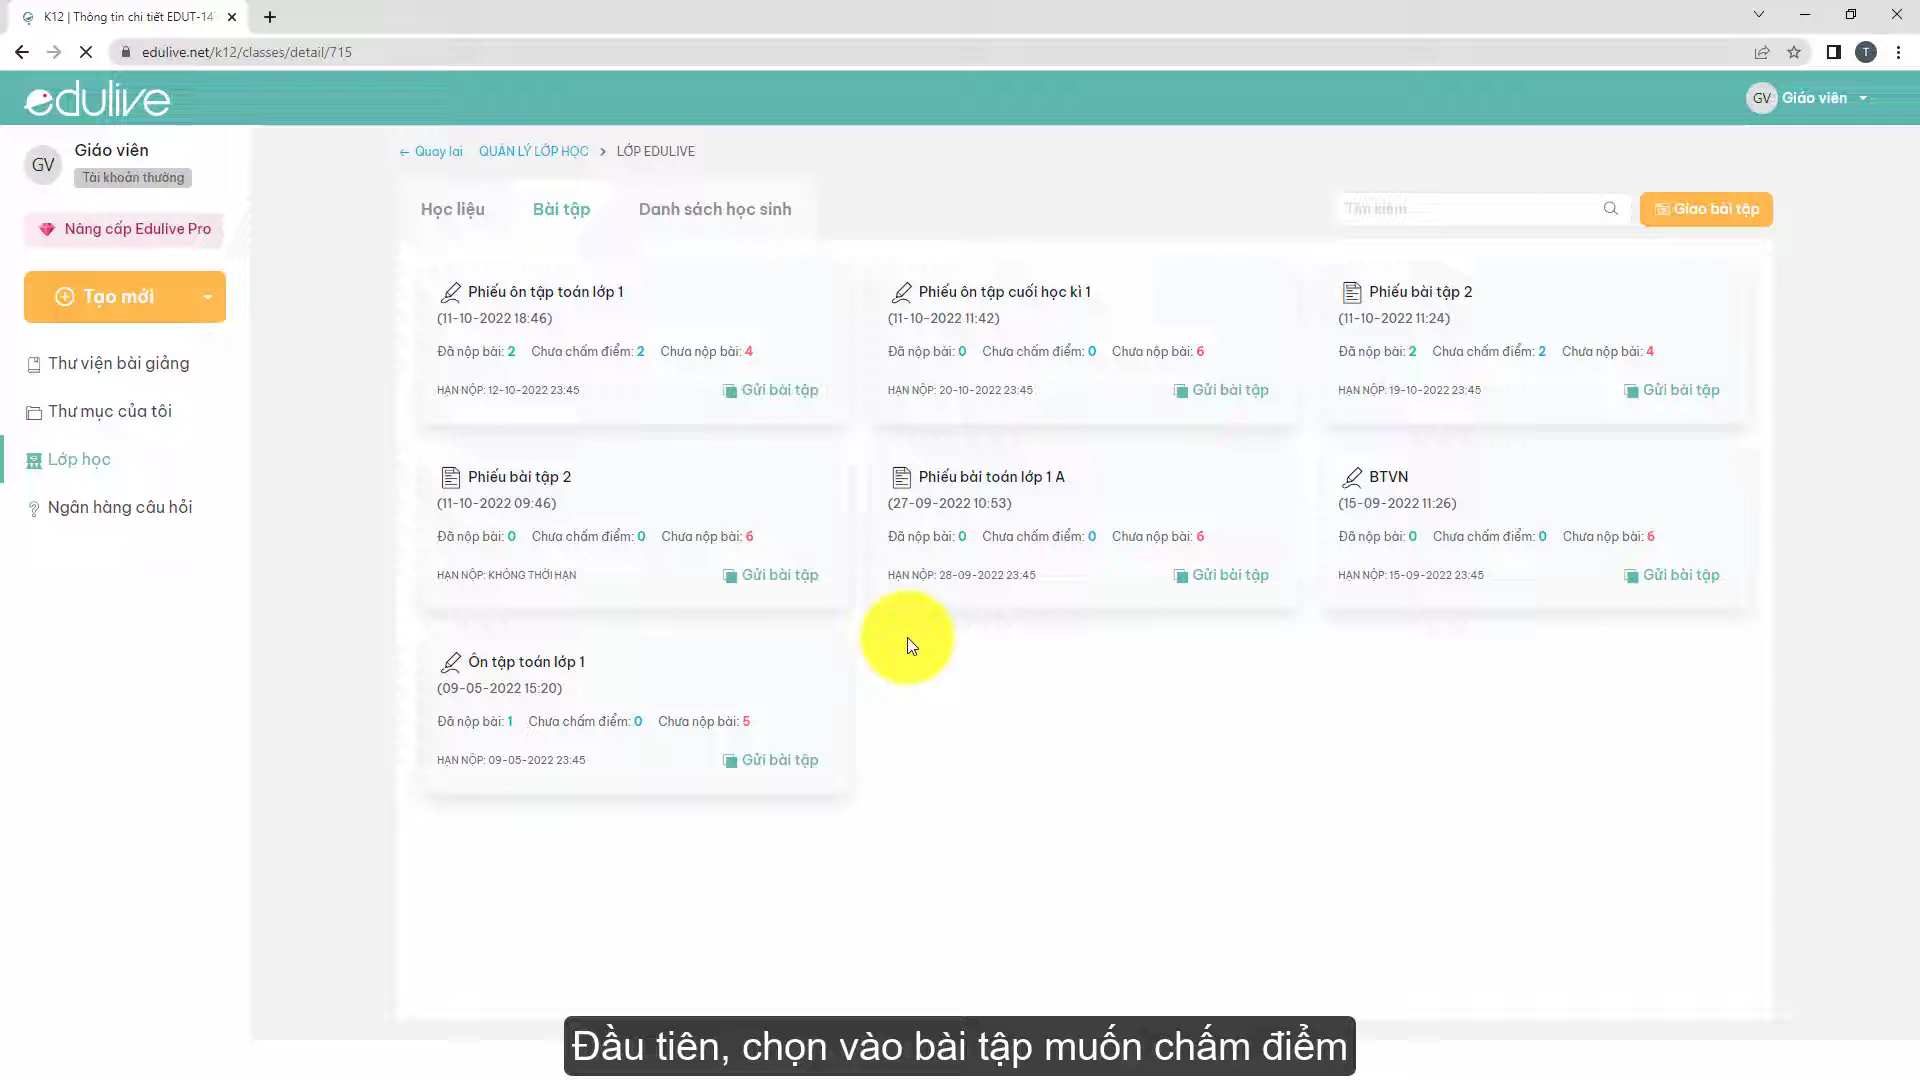 K12 | Thông tin chi tiết EDUT-14
edulive.net/k12/classes/detail/715
T
edulive
GV Giáo viên
GV
Giáo viên
Tài khoản thường
Nâng cấp Edulive Pro
Tạo mới
Thư viện bài giảng
Thư mục của tôi
Lớp học
Ngân hàng câu hỏi
← Quay lại QUẢN LÝ LỚP HỌC > LỚP EDULIVE
Học liệu Bài tập Danh sách học sinh
Tìm kiếm... Giao bài tập
Phiếu ôn tập toán lớp 1
(11-10-2022 18:46)
Đã nộp bài: 2 Chưa chấm điểm: 2 Chưa nộp bài: 4
HẠN NỘP: 12-10-2022 23:45 Gửi bài tập
Phiếu ôn tập cuối học kì 1
(11-10-2022 11:42)
Đã nộp bài: 0 Chưa chấm điểm: 0 Chưa nộp bài: 6
HẠN NỘP: 20-10-2022 23:45 Gửi bài tập
Phiếu bài tập 2
(11-10-2022 11:24)
Đã nộp bài: 2 Chưa chấm điểm: 2 Chưa nộp bài: 4
HẠN NỘP: 19-10-2022 23:45 Gửi bài tập
Phiếu bài tập 2
(11-10-2022 09:46)
Đã nộp bài: 0 Chưa chấm điểm: 0 Chưa nộp bài: 6
HẠN NỘP: KHÔNG THỜI HẠN Gửi bài tập
Phiếu bài toán lớp 1 A
(27-09-2022 10:53)
Đã nộp bài: 0 Chưa chấm điểm: 0 Chưa nộp bài: 6
HẠN NỘP: 28-09-2022 23:45 Gửi bài tập
BTVN
(15-09-2022 11:26)
Đã nộp bài: 0 Chưa chấm điểm: 0 Chưa nộp bài: 6
HẠN NỘP: 15-09-2022 23:45 Gửi bài tập
Ôn tập toán lớp 1
(09-05-2022 15:20)
Đã nộp bài: 1 Chưa chấm điểm: 0 Chưa nộp bài: 5
HẠN NỘP: 09-05-2022 23:45 Gửi bài tập
Đầu tiên, chọn vào bài tập muốn chấm điểm